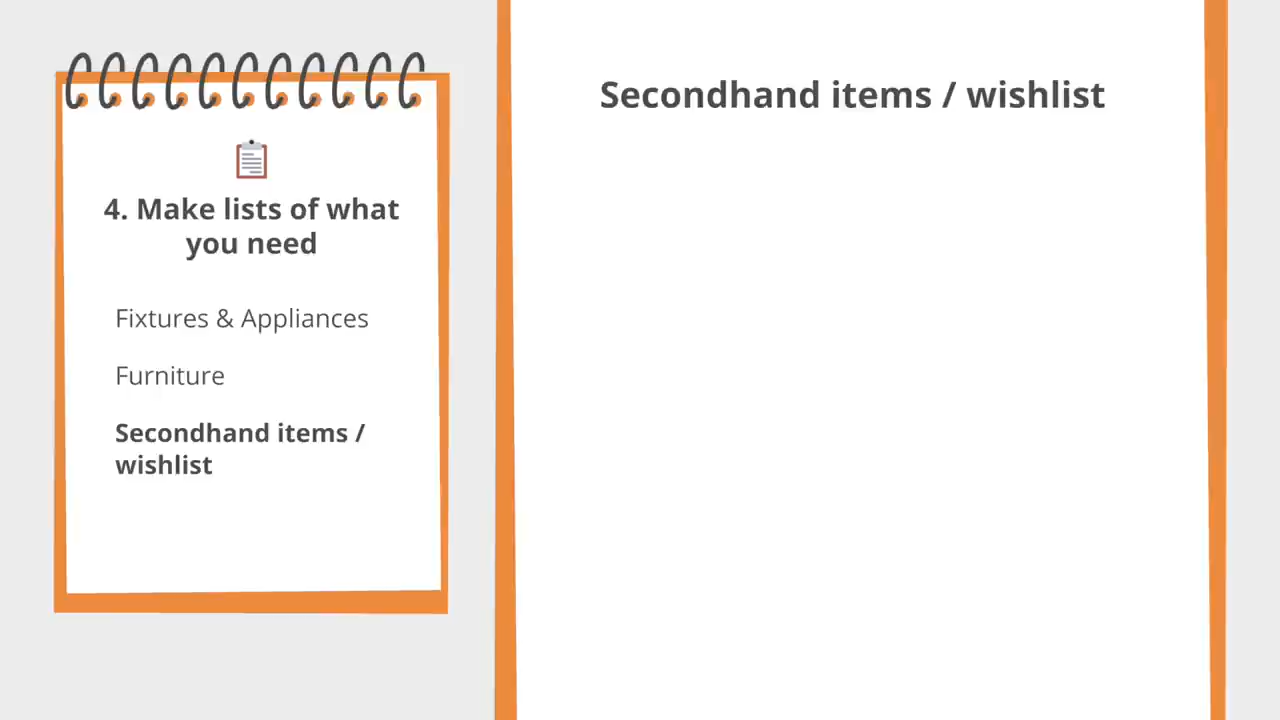 4. Make lists of what
you need
Fixtures & Appliances
Furniture
Secondhand items /
wishlist
Secondhand items / wishlist